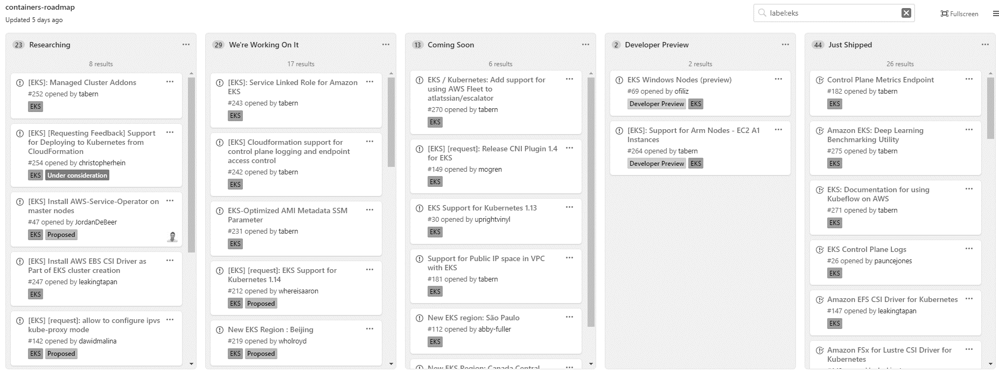 containers-roadmap
Updated 5 days ago
label:eks
Fullscreen
23 Researching
8 results
[EKS]: Managed Cluster Addons
#252 opened by tabern
EKS
[EKS] [Requesting Feedback] Support
for Deploying to Kubernetes from
CloudFormation
#254 opened by christopherhein
EKS Under consideration
[EKS] Install AWS-Service-Operator on
master nodes
#47 opened by JordanDeBeer
EKS Proposed
[EKS] Install AWS EBS CSI Driver as
Part of EKS cluster creation
#247 opened by leakingtapan
EKS
[EKS] [request]: allow to configure ipvs
kube-proxy mode
#142 opened by dawidmalina
EKS Proposed
29 We're Working On It
17 results
[EKS]: Service Linked Role for Amazon
EKS
#243 opened by tabern
EKS
[EKS] Cloudformation support for
control plane logging and endpoint
access control
#242 opened by tabern
EKS
EKS-Optimized AMI Metadata SSM
Parameter
#231 opened by tabern
EKS
[EKS] [request]: EKS Support for
Kubernetes 1.14
#212 opened by whereisaaron
EKS Proposed
New EKS Region : Beijing
#219 opened by wholroyd
EKS Proposed
13 Coming Soon
6 results
EKS / Kubernetes: Add support for
using AWS Fleet to
atlatssian/escalator
#270 opened by tabern
EKS
[EKS] [request]: Release CNI Plugin 1.4
for EKS
#149 opened by mogren
EKS
EKS Support for Kubernetes 1.13
#30 opened by uprightvinyl
EKS
Support for Public IP space in VPC
with EKS
#181 opened by tabern
EKS
New EKS region: São Paulo
#112 opened by abby-fuller
EKS
New EKS Region: Canada Central
2 Developer Preview
2 results
EKS Windows Nodes (preview)
#69 opened by ofiliz
Developer Preview EKS
[EKS]: Support for Arm Nodes - EC2 A1
Instances
#264 opened by tabern
Developer Preview EKS
44 Just Shipped
26 results
Control Plane Metrics Endpoint
#182 opened by tabern
EKS
Amazon EKS: Deep Learning
Benchmarking Utility
#275 opened by tabern
EKS
EKS: Documentation for using
Kubeflow on AWS
#271 opened by tabern
EKS
EKS Control Plane Logs
#26 opened by pauncejones
EKS
Amazon EFS CSI Driver for Kubernetes
#147 opened by leakingtapan
EKS
Amazon FSx for Lustre CSI Driver for
Kubernetes